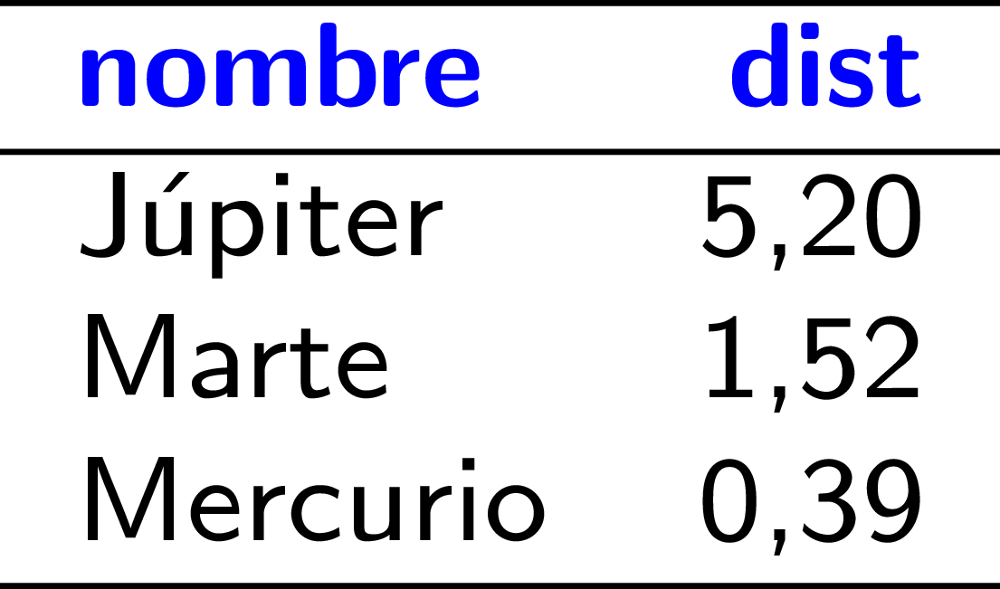 nombre dist
Júpiter 5,20
Marte 1,52
Mercurio 0,39